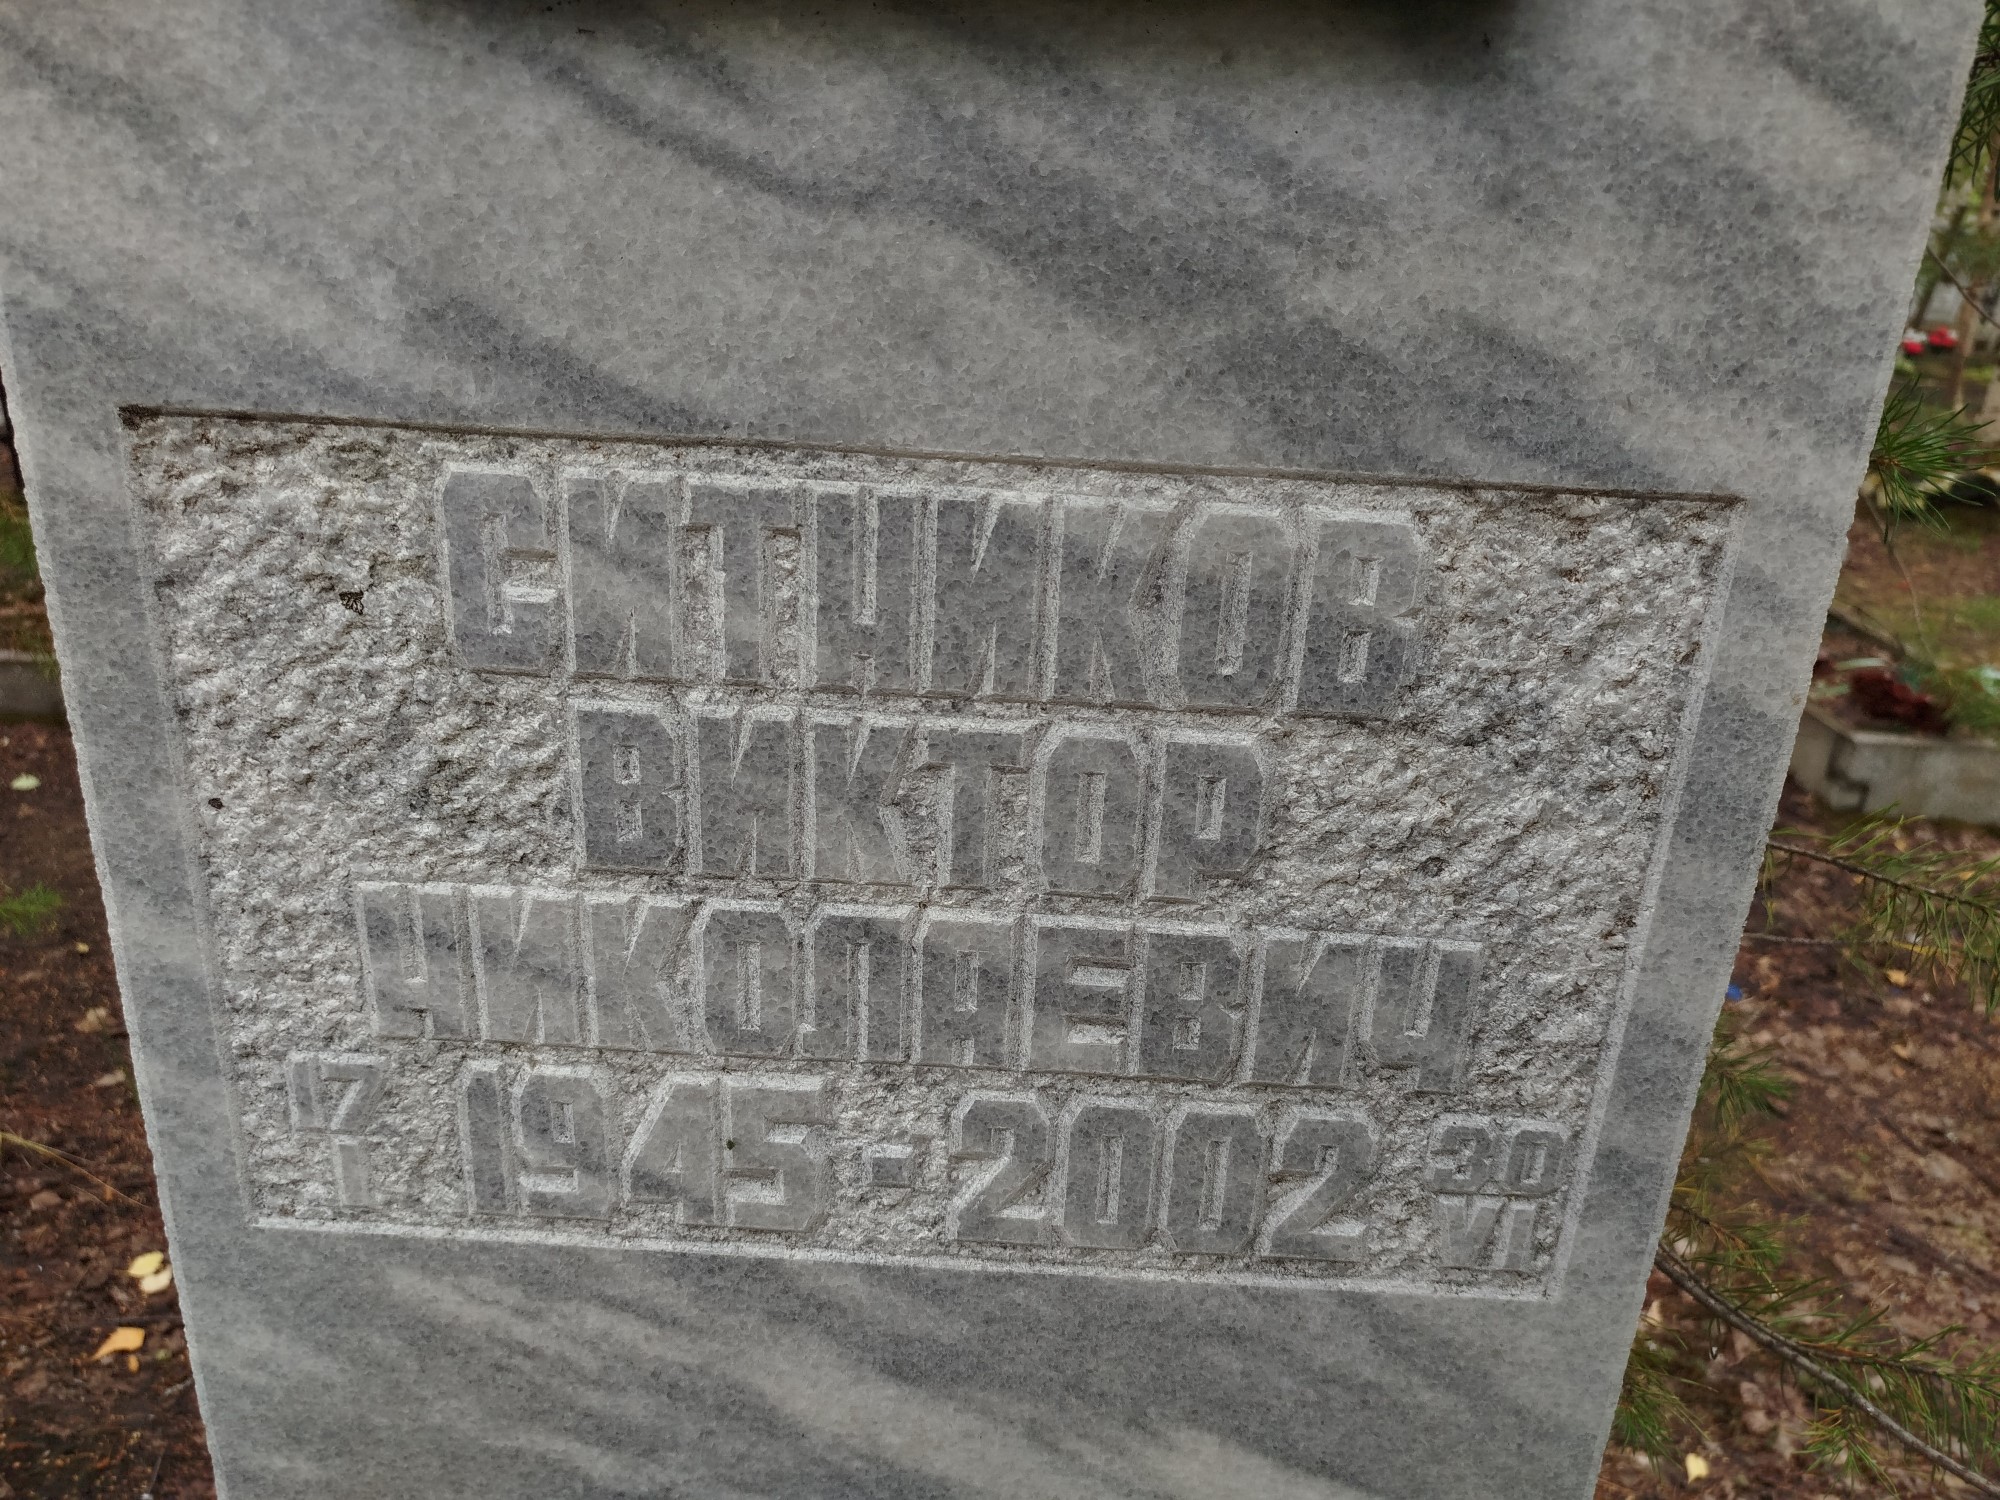 СИТНИКОВ
ВИКТОР
НИКОЛАЕВИЧ
17 I 1945-2002 30 VI